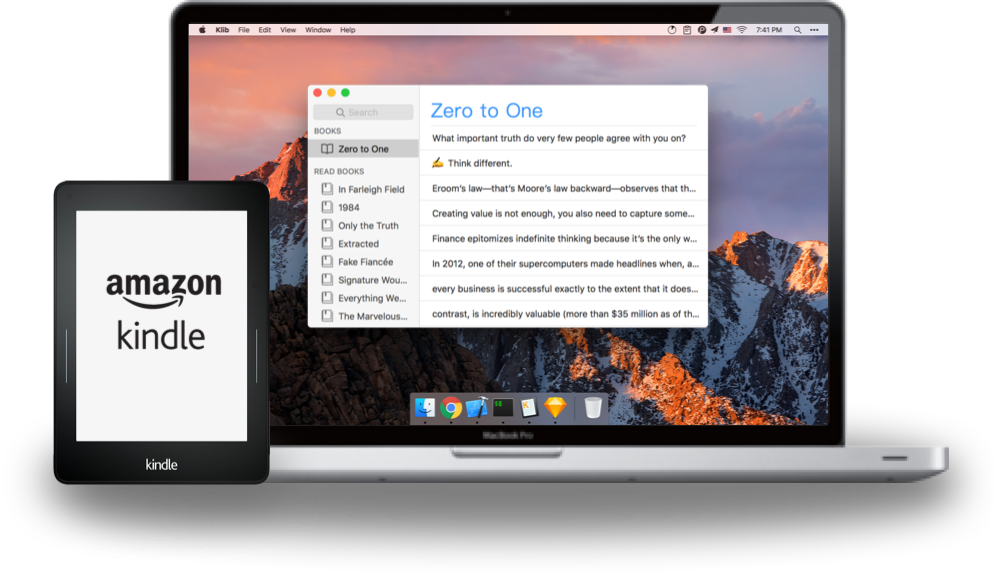 Klib File Edit View Window Help 7:41 PM
Search
BOOKS
Zero to One
READ BOOKS
In Farleigh Field
1984
Only the Truth
Extracted
Fake Fiancée
Signature Wou...
Everything We...
The Marvelous...
Zero to One
What important truth do very few people agree with you on?
✍️ Think different.
Eroom's law—that's Moore's law backward—observes that th...
Creating value is not enough, you also need to capture some...
Finance epitomizes indefinite thinking because it's the only w...
In 2012, one of their supercomputers made headlines when, a...
every business is successful exactly to the extent that it does...
contrast, is incredibly valuable (more than $35 million as of th...
MacBook Pro
amazon
kindle
kindle